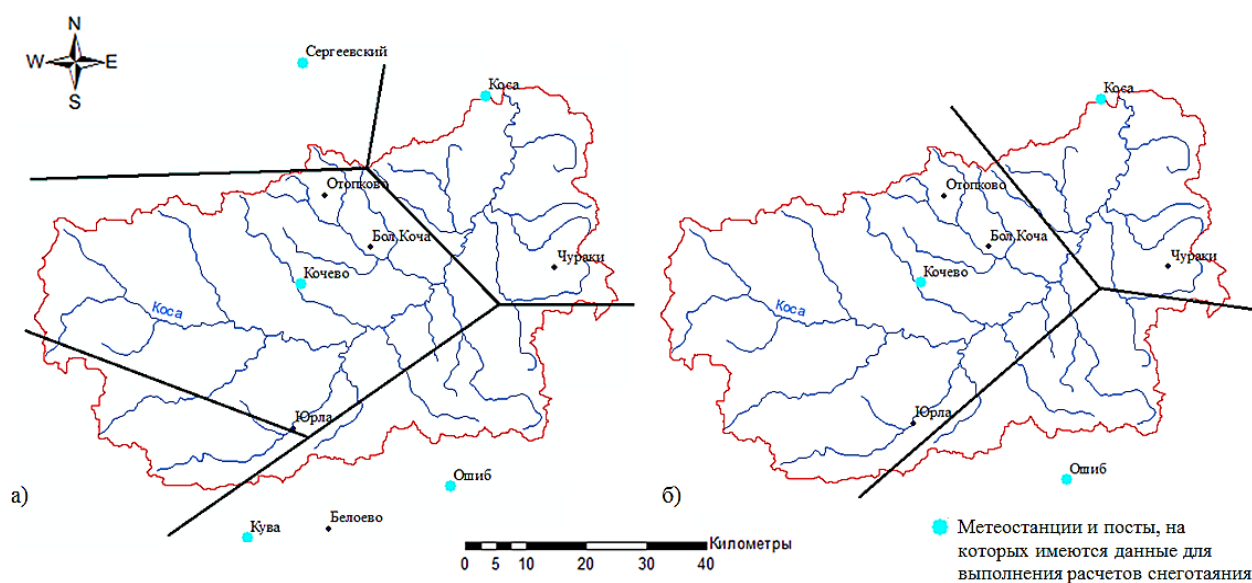 N
W E
S
Сергеевский
Коса
Отопково
Бол.Коча
Чураки
Кочево
Коса
Юрла
Ошиб
Кува
Белоево
а)
Коса
Отопково
Бол.Коча
Чураки
Кочево
Коса
Юрла
Ошиб
б)
Километры
0 5 10 20 30 40
Метеостанции и посты, на
которых имеются данные для
выполнения расчетов снеготаяния